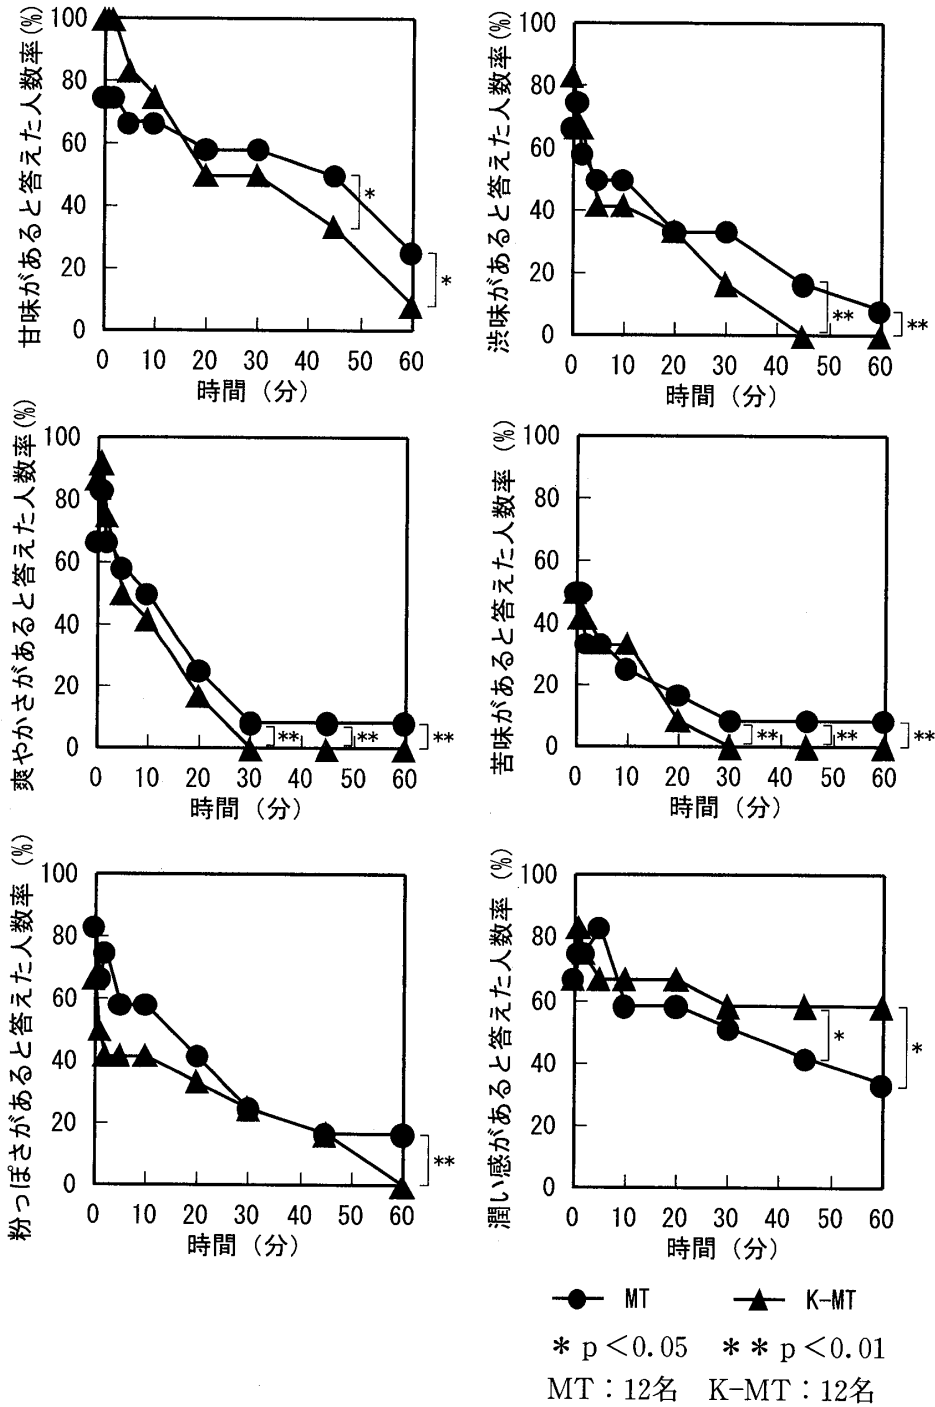 甘味があると答えた人数率(%)
100
80
60
40
20
0
*
*
0 10 20 30 40 50 60
時間（分）
渋味があると答えた人数率(%)
100
80
60
40
20
0
**
**
0 10 20 30 40 50 60
時間（分）
爽やかさがあると答えた人数率(%)
100
80
60
40
20
0
** ** **
0 10 20 30 40 50 60
時間（分）
苦味があると答えた人数率 (%)
100
80
60
40
20
0
** ** **
0 10 20 30 40 50 60
時間（分）
粉っぽさがあると答えた人数率 (%)
100
80
60
40
20
0
**
0 10 20 30 40 50 60
時間（分）
潤い感があると答えた人数率 (%)
100
80
60
40
20
0
*
*
0 10 20 30 40 50 60
時間（分）
MT K-MT
* p＜0.05 ** p＜0.01
MT：12名 K-MT：12名